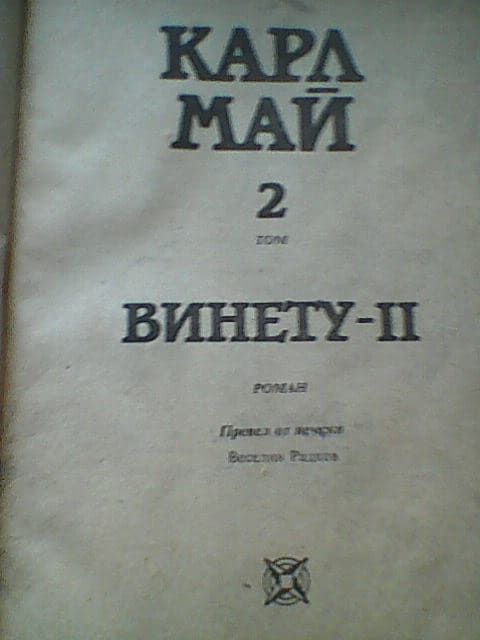 КАРЛ
МАЙ
2
ТОМ
ВИНЕТУ-II
РОМАН
Превел от немски
Веселин Радков